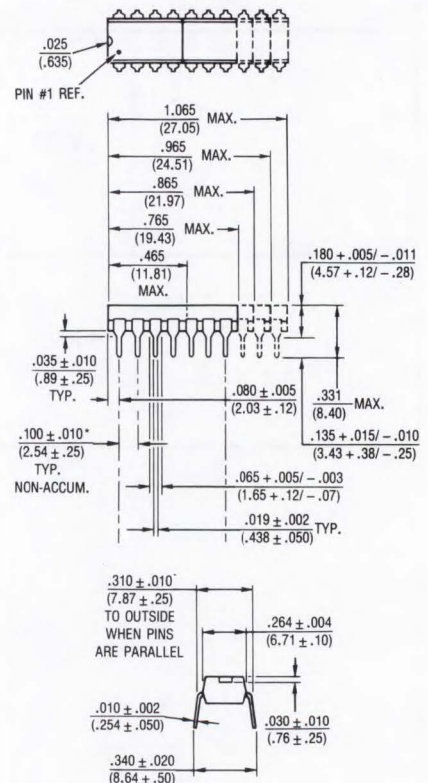 .025
(.635)
PIN #1 REF.
1.065
(27.05)
MAX.
.965
(24.51)
MAX.
.865
(21.97)
MAX.
.765
(19.43)
MAX.
.465
(11.81)
MAX.
.180 + .005/ − .011
(4.57 + .12/ − .28)
.035 ± .010
(.89 ± .25)
TYP.
.080 ± .005
(2.03 ± .12)
.331
(8.40)
MAX.
.100 ± .010*
(2.54 ± .25)
TYP.
NON-ACCUM.
.135 + .015/ − .010
(3.43 + .38/ − .25)
.065 + .005/ − .003
(1.65 + .12/ − .07)
.019 ± .002
(.438 ± .050)
TYP.
.310 ± .010
(7.87 ± .25)
TO OUTSIDE
WHEN PINS
ARE PARALLEL
.264 ± .004
(6.71 ± .10)
.010 ± .002
(.254 ± .050)
.030 ± .010
(.76 ± .25)
.340 ± .020
(8.64 ± .50)